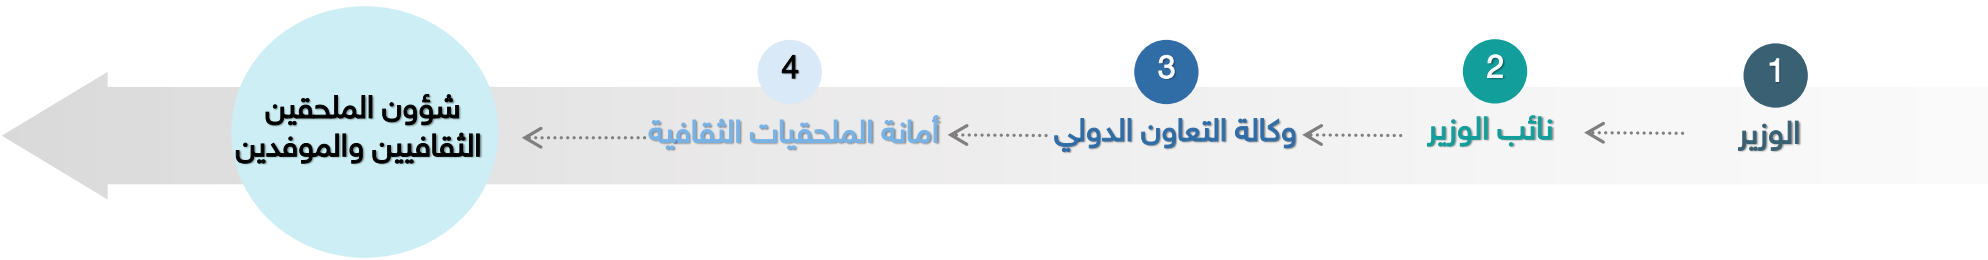 1
الوزير
2
نائب الوزير
3
وكالة التعاون الدولي
4
أمانة الملحقيات الثقافية
شؤون الملحقين
الثقافيين والموفدين